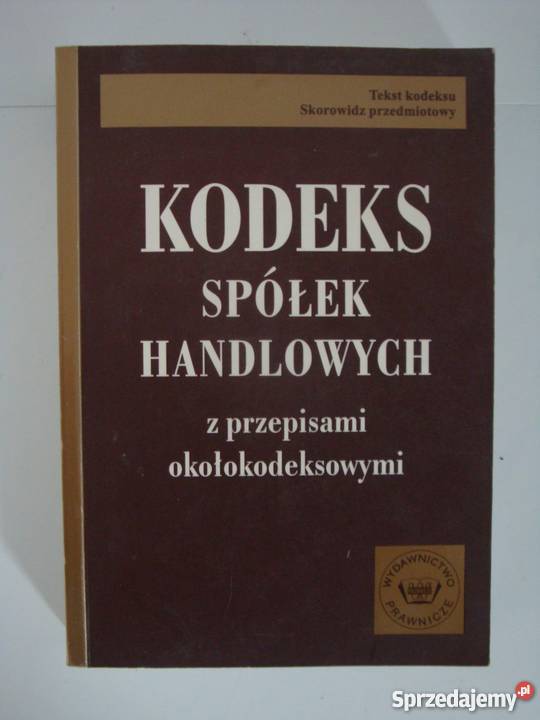 Tekst kodeksu
Skorowidz przedmiotowy
KODEKS
SPÓŁEK
HANDLOWYCH
z przepisami
okołokodeksowymi
WYDAWNICTWO
PRAWNICZE
Sprzedajemy.pl